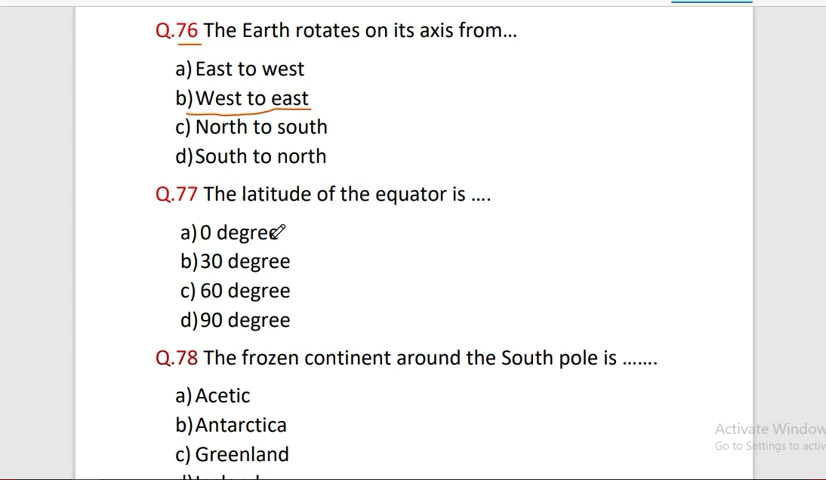 Q.76 The Earth rotates on its axis from...
a) East to west
b) West to east
c) North to south
d) South to north
Q.77 The latitude of the equator is ....
a) 0 degree
b) 30 degree
c) 60 degree
d) 90 degree
Q.78 The frozen continent around the South pole is .......
a) Acetic
b) Antarctica
c) Greenland
Activate Window
Go to Settings to activ